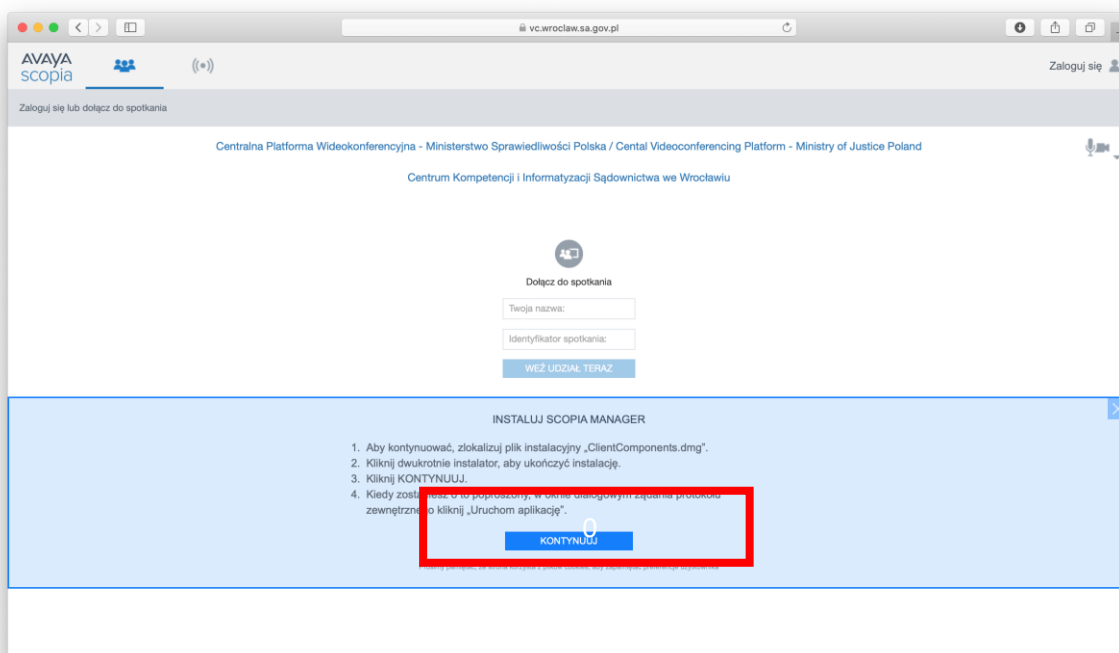 vc.wroclaw.sa.gov.pl
AVAYA
scopia
Zaloguj się
Zaloguj się lub dołącz do spotkania
Centralna Platforma Wideokonferencyjna - Ministerstwo Sprawiedliwości Polska / Cental Videoconferencing Platform - Ministry of Justice Poland
Centrum Kompetencji i Informatyzacji Sądownictwa we Wrocławiu
Dołącz do spotkania
Twoja nazwa:
Identyfikator spotkania:
WEŹ UDZIAŁ TERAZ
INSTALUJ SCOPIA MANAGER
1. Aby kontynuować, zlokalizuj plik instalacyjny „ClientComponents.dmg”.
2. Kliknij dwukrotnie instalator, aby ukończyć instalację.
3. Kliknij KONTYNUUJ.
4. Kiedy zostaniesz o to poproszony, w oknie dialogowym żądania protokołu
zewnętrznego kliknij „Uruchom aplikację”.
0
KONTYNUUJ